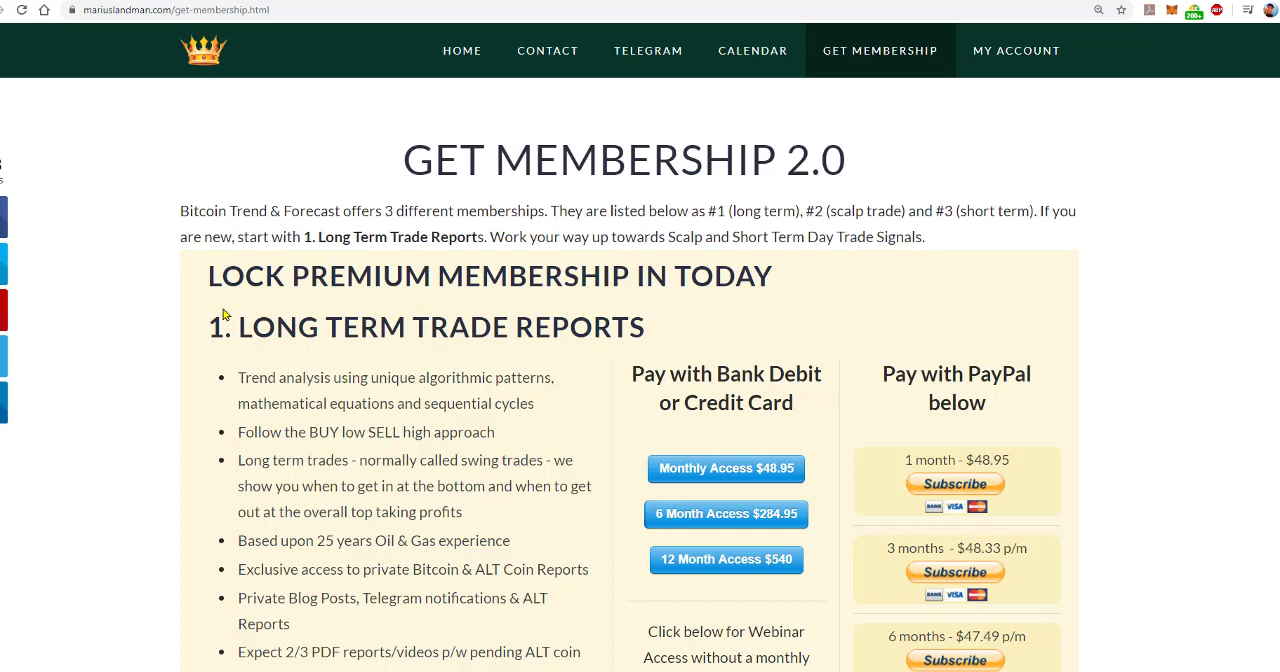 mariuslandman.com/get-membership.html
200+
ABP
HOME
CONTACT
TELEGRAM
CALENDAR
GET MEMBERSHIP
MY ACCOUNT
GET MEMBERSHIP 2.0
Bitcoin Trend & Forecast offers 3 different memberships. They are listed below as #1 (long term), #2 (scalp trade) and #3 (short term). If you
are new, start with 1. Long Term Trade Reports. Work your way up towards Scalp and Short Term Day Trade Signals.
LOCK PREMIUM MEMBERSHIP IN TODAY
1. LONG TERM TRADE REPORTS
• Trend analysis using unique algorithmic patterns,
mathematical equations and sequential cycles
• Follow the BUY low SELL high approach
• Long term trades - normally called swing trades - we
show you when to get in at the bottom and when to get
out at the overall top taking profits
• Based upon 25 years Oil & Gas experience
• Exclusive access to private Bitcoin & ALT Coin Reports
• Private Blog Posts, Telegram notifications & ALT
Reports
• Expect 2/3 PDF reports/videos p/w pending ALT coin
Pay with Bank Debit
or Credit Card
Monthly Access $48.95
6 Month Access $284.95
12 Month Access $540
Click below for Webinar
Access without a monthly
Pay with PayPal
below
1 month - $48.95
Subscribe
BANK VISA
3 months - $48.33 p/m
Subscribe
BANK VISA
6 months - $47.49 p/m
Subscribe